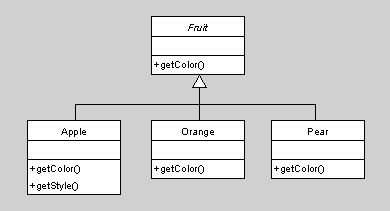 Fruit
+getColor()
Apple
+getColor()
+getStyle()
Orange
+getColor()
Pear
+getColor()